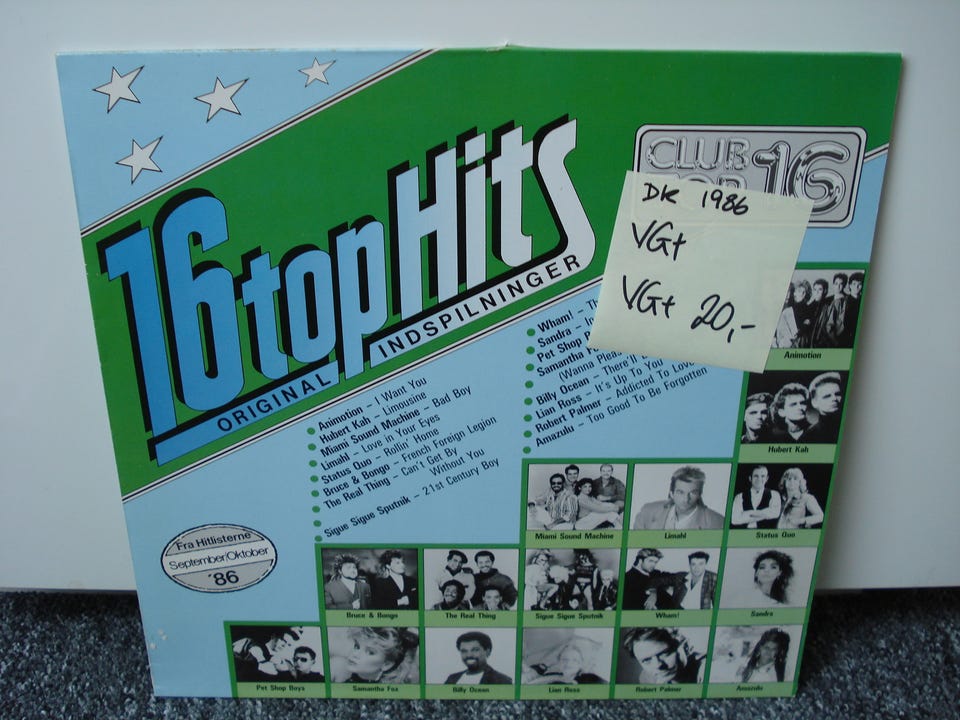 16 top Hits
ORIGINAL INDSPILNINGER
CLUB
TOP 16
DK 1986
VG+
VG+ 20,-
Animotion – I Want You
Hubert Kah – Limousine
Miami Sound Machine – Bad Boy
Limahl – Love in Your Eyes
Status Quo – Rollin' Home
Bruce & Bongo – French Foreign Legion
The Real Thing – Can't Get By
Without You
Sigue Sigue Sputnik – 21st Century Boy
Wham! –
Sandra –
Pet Shop
Samantha
(Wanna
Billy Ocean – There'll
Lian Ross – It's Up To You
Robert Palmer – Addicted To Love
Amazulu – Too Good To Be Forgotten
Fra Hitlisterne
September/Oktober
'86
Animotion
Hubert Kah
Miami Sound Machine
Limahl
Status Quo
Bruce & Bongo
The Real Thing
Sigue Sigue Sputnik
Wham!
Sandra
Pet Shop Boys
Samantha Fox
Billy Ocean
Lian Ross
Robert Palmer
Amazulu